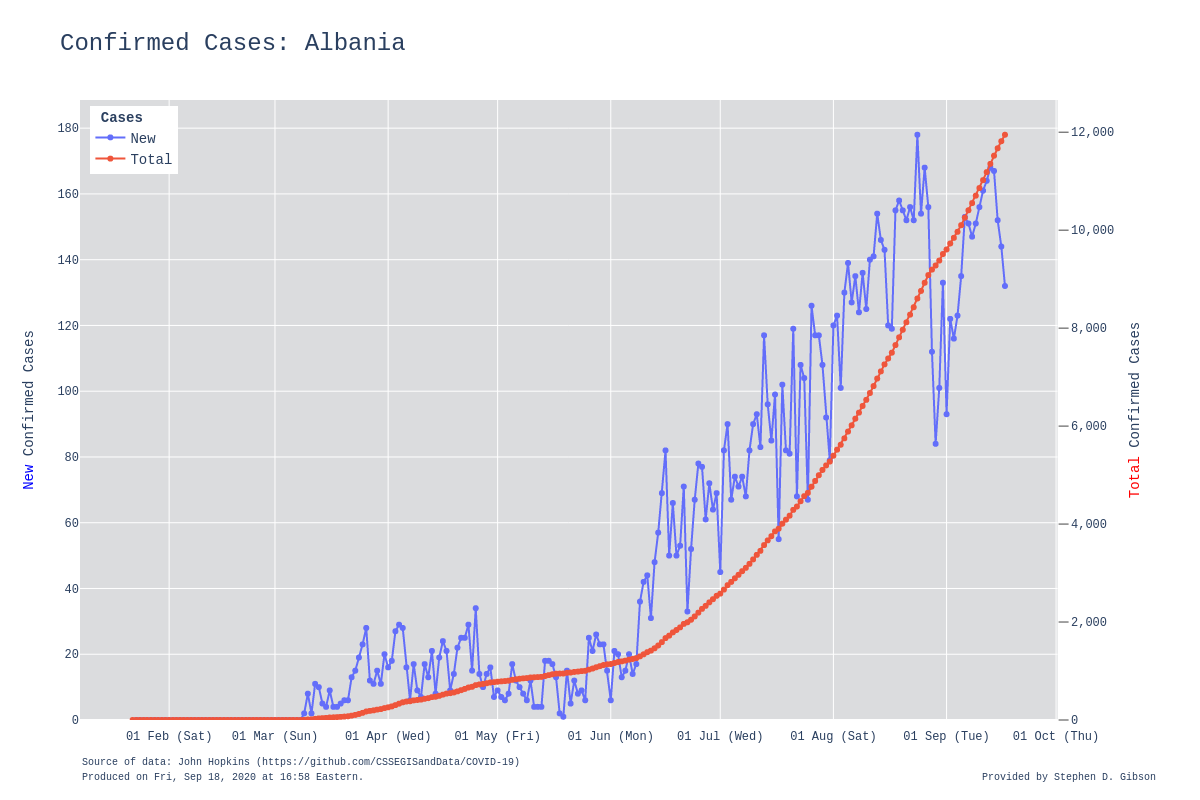 Confirmed Cases: Albania
Cases
New
Total
180
160
140
120
100
80
60
40
20
0
12,000
10,000
8,000
6,000
4,000
2,000
0
New Confirmed Cases
Total Confirmed Cases
01 Feb (Sat) 01 Mar (Sun) 01 Apr (Wed) 01 May (Fri) 01 Jun (Mon) 01 Jul (Wed) 01 Aug (Sat) 01 Sep (Tue) 01 Oct (Thu)
Source of data: John Hopkins (https://github.com/CSSEGISandData/COVID-19)
Produced on Fri, Sep 18, 2020 at 16:58 Eastern.
Provided by Stephen D. Gibson